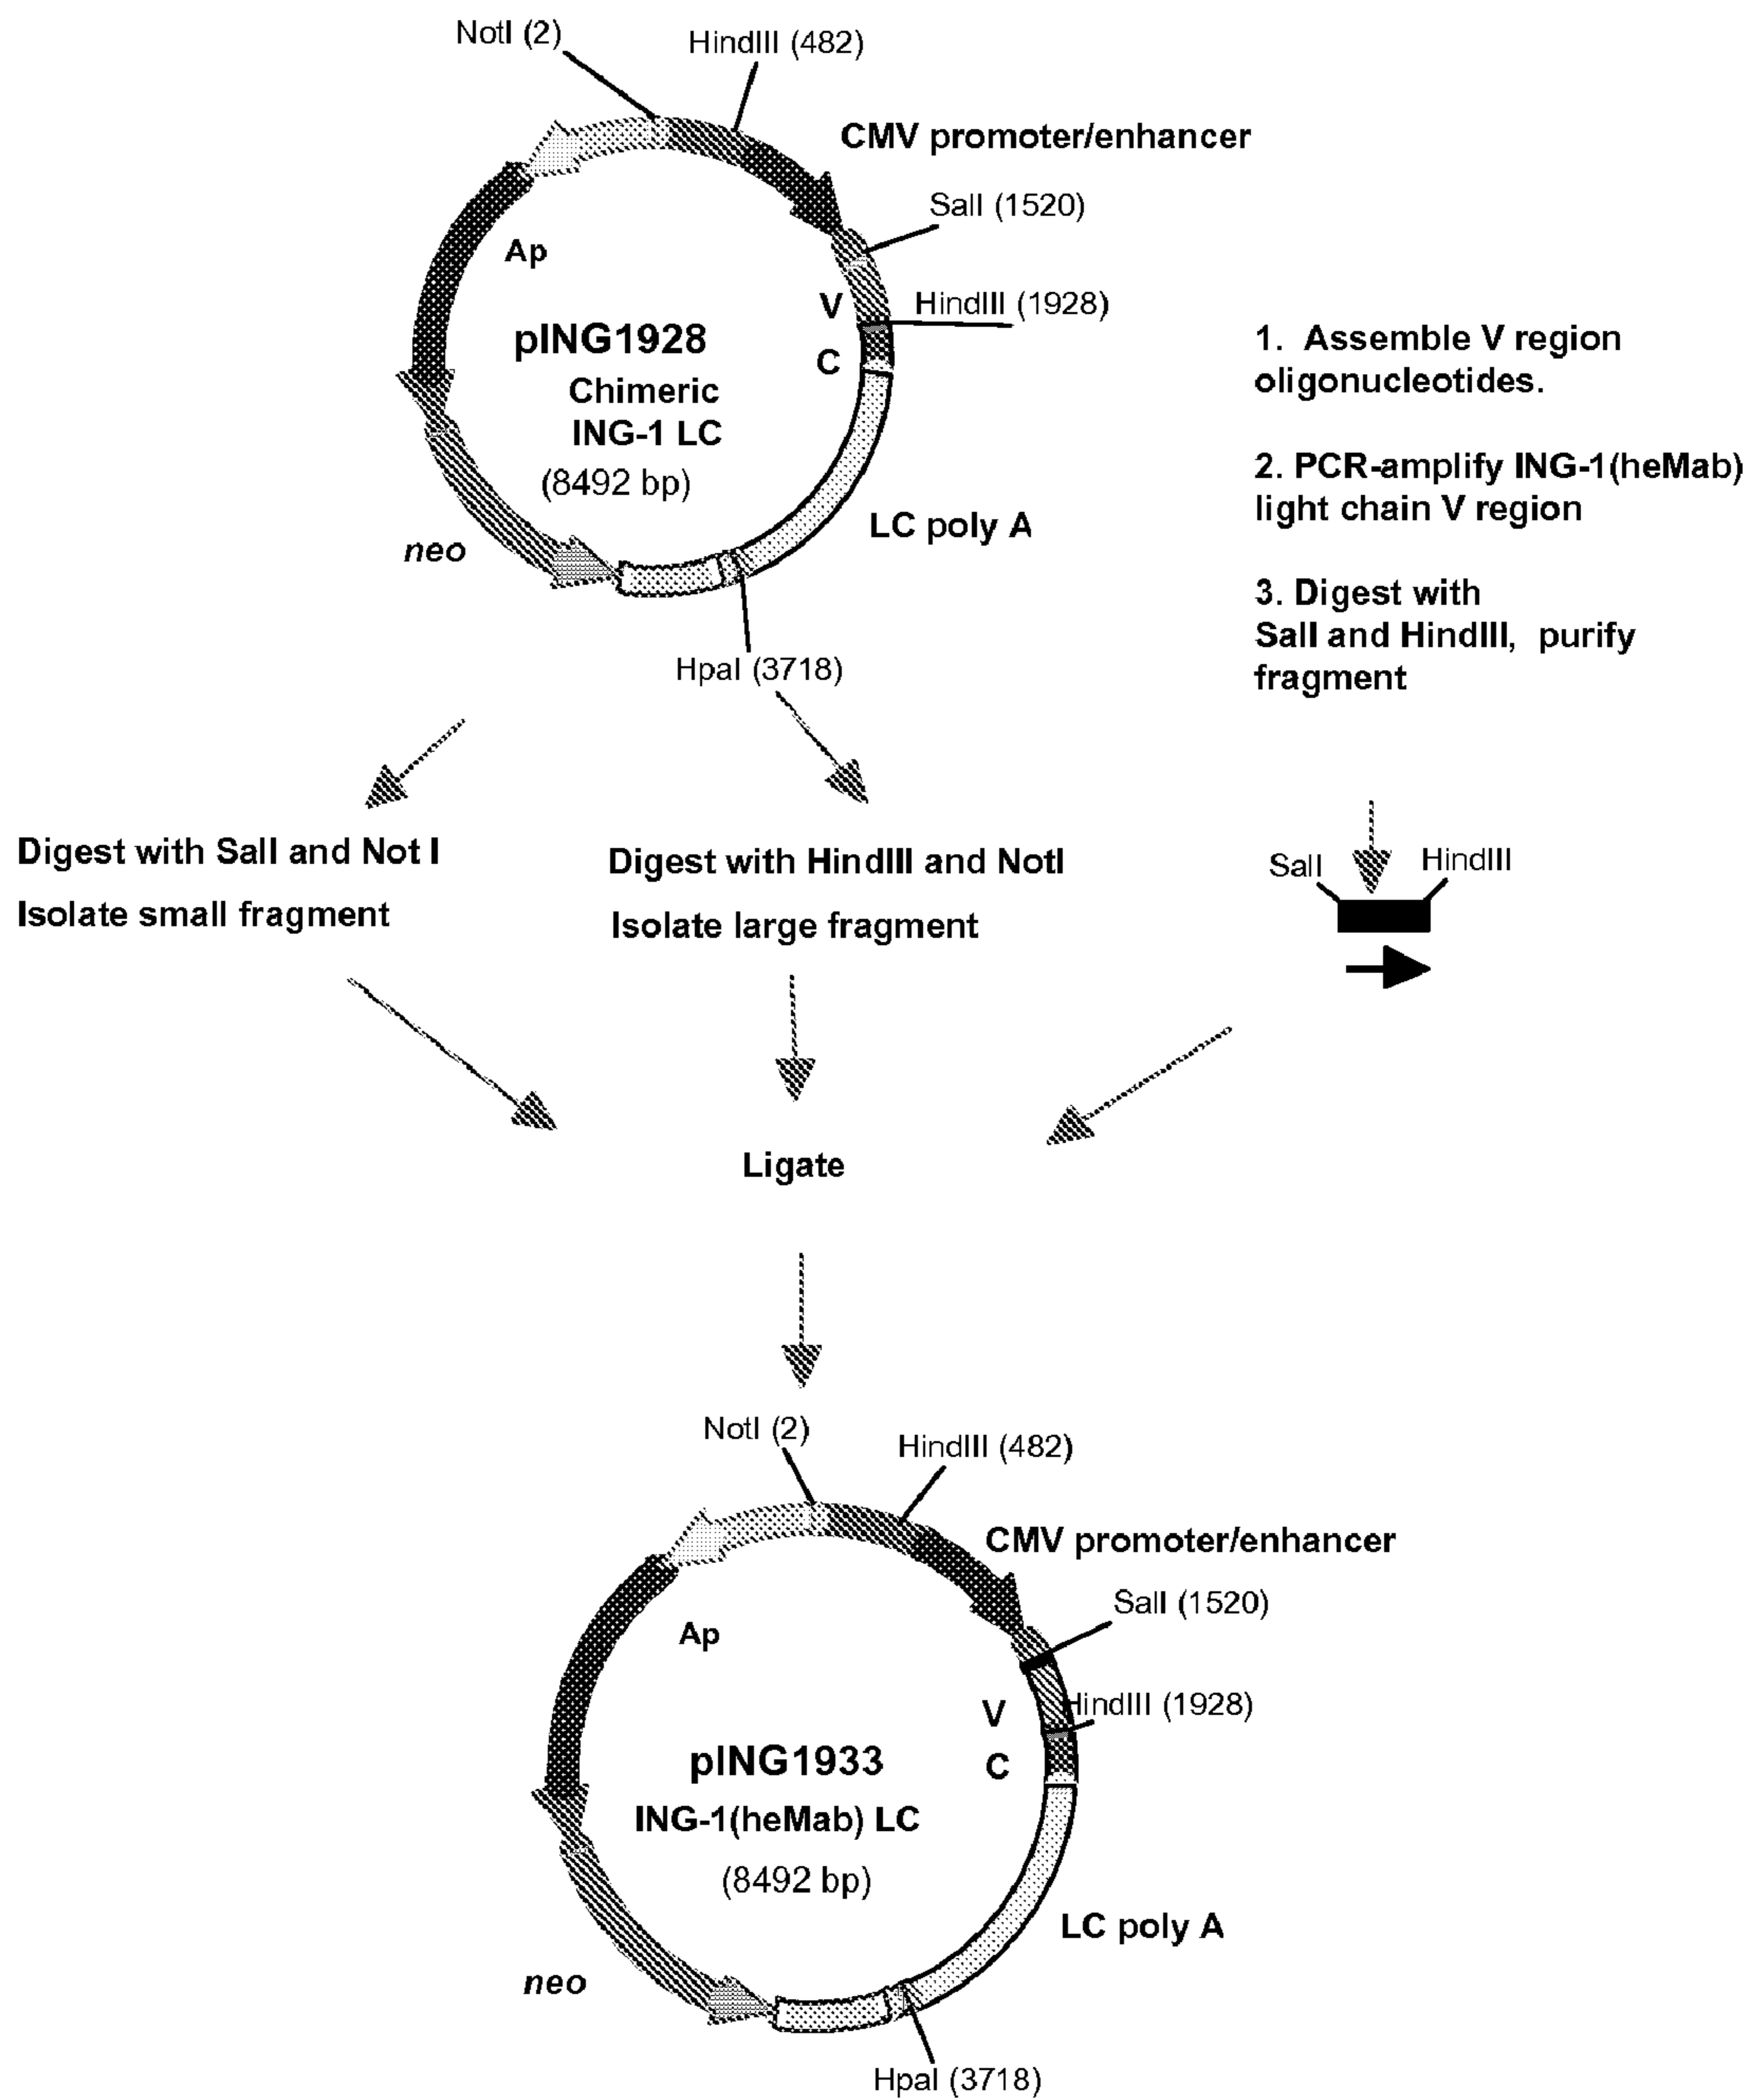 NotI (2)
HindIII (482)
CMV promoter/enhancer
SalI (1520)
Ap
V
HindIII (1928)
C
pING1928
Chimeric
ING-1 LC
(8492 bp)
LC poly A
neo
HpaI (3718)
1. Assemble V region
oligonucleotides.
2. PCR-amplify ING-1(heMab)
light chain V region
3. Digest with
SalI and HindIII, purify
fragment
Digest with SalI and Not I
Isolate small fragment
Digest with HindIII and NotI
Isolate large fragment
SalI
HindIII
Ligate
NotI (2)
HindIII (482)
CMV promoter/enhancer
SalI (1520)
Ap
V
HindIII (1928)
C
pING1933
ING-1(heMab) LC
(8492 bp)
LC poly A
neo
HpaI (3718)